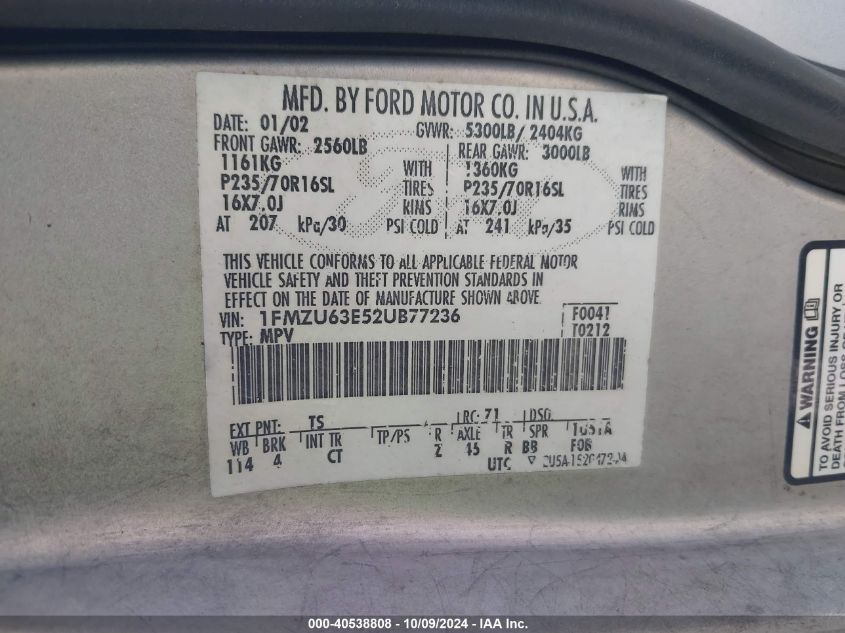 MFD. BY FORD MOTOR CO. IN U.S.A.
DATE: 01/02 GVWR: 5300LB/ 2404KG
FRONT GAWR: 2560LB REAR GAWR: 3000LB
1161KG WITH 1360KG WITH
P235/70R16SL TIRES P235/70R16SL TIRES
16X7.0J RIMS 16X7.0J RIMS
AT 207 kPa/30 PSI COLD AT 241 kPa/35 PSI COLD
THIS VEHICLE CONFORMS TO ALL APPLICABLE FEDERAL MOTOR
VEHICLE SAFETY AND THEFT PREVENTION STANDARDS IN
EFFECT ON THE DATE OF MANUFACTURE SHOWN ABOVE.
VIN: 1FMZU63E52UB77236 F0041
TYPE: MPV T0212
EXT PNT: TS RC: 71 DSO:
WB BRK INT TR TP/PS R AXLE TR SPR
114 4 CT 2 45 R BB FOB
UTC
TO AVOID SERIOUS INJURY OR
000-40538808 - 10/09/2024 - IAA Inc.